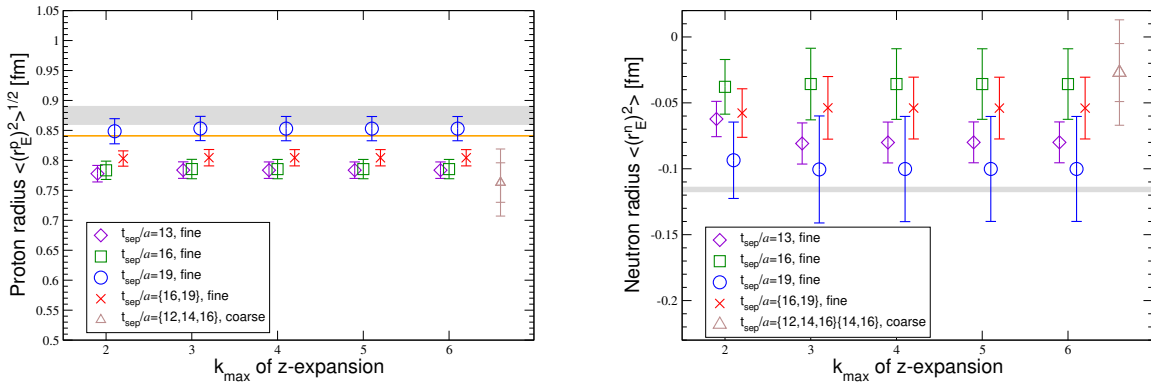 1.05
1
0.95
0.9
0.85
0.8
0.75
0.7
0.65
0.6
0.55
0.5
Proton radius <(r_E^p)^2>^{1/2} [fm]
t_sep/a=13, fine
t_sep/a=16, fine
t_sep/a=19, fine
t_sep/a={16,19}, fine
t_sep/a={12,14,16}, coarse
2 3 4 5 6
k_max of z-expansion
0
-0.05
-0.1
-0.15
-0.2
Neutron radius <(r_E^n)^2> [fm]
t_sep/a=13, fine
t_sep/a=16, fine
t_sep/a=19, fine
t_sep/a={16,19}, fine
t_sep/a={12,14,16}{14,16}, coarse
2 3 4 5 6
k_max of z-expansion